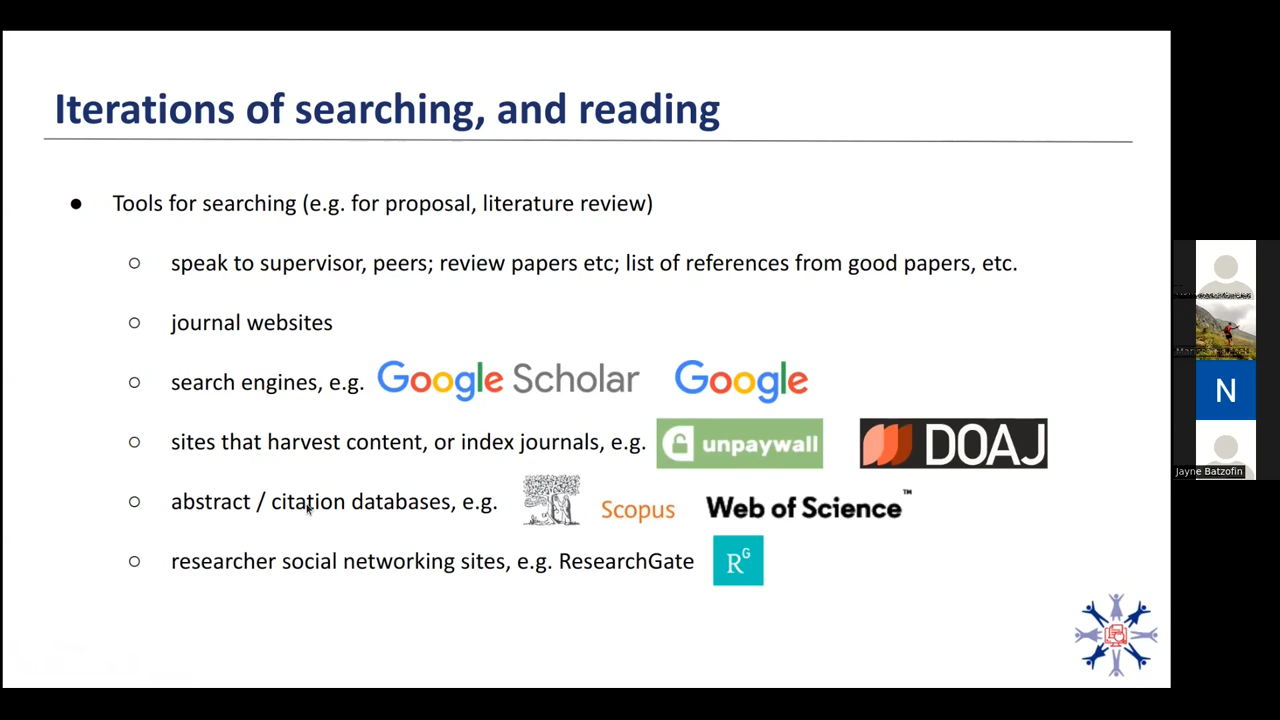 Iterations of searching, and reading
● Tools for searching (e.g. for proposal, literature review)
○ speak to supervisor, peers; review papers etc; list of references from good papers, etc.
○ journal websites
○ search engines, e.g. Google Scholar Google
○ sites that harvest content, or index journals, e.g. unpaywall DOAJ
○ abstract / citation databases, e.g. Scopus Web of Science™
○ researcher social networking sites, e.g. ResearchGate RG
N
Jayne Batzofin